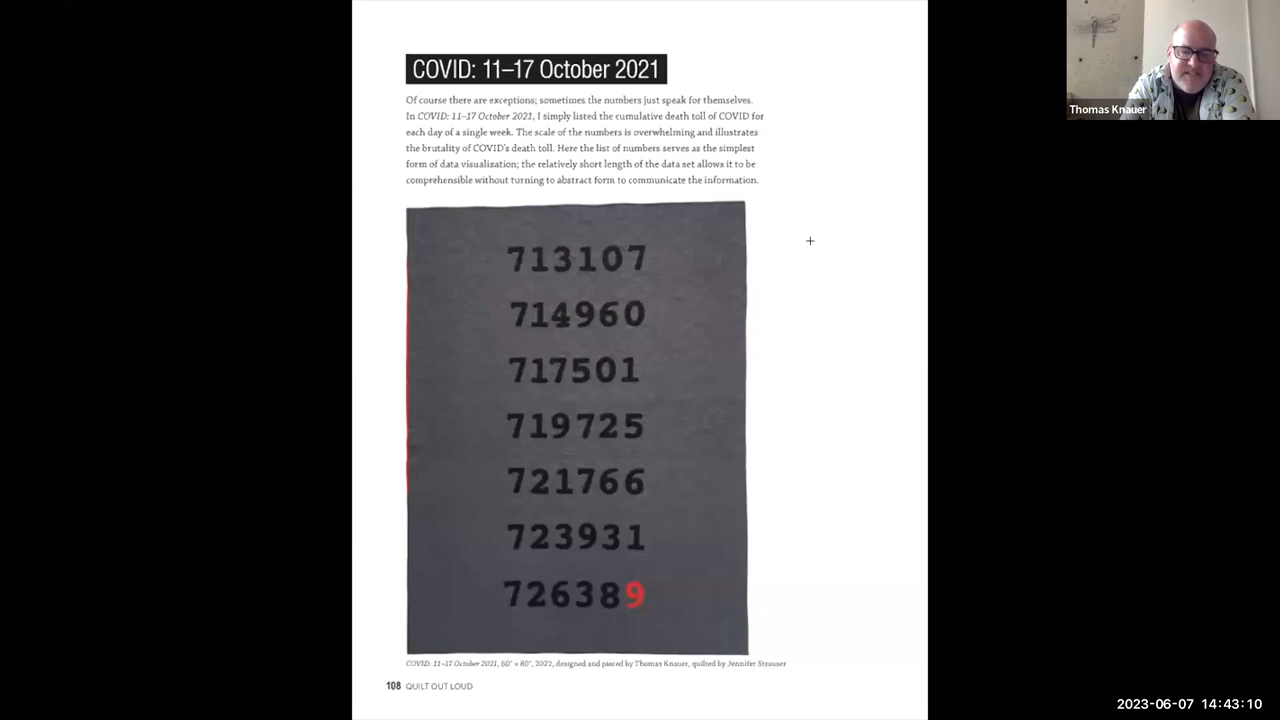 COVID: 11–17 October 2021
Of course there are exceptions; sometimes the numbers just speak for themselves.
In COVID: 11–17 October 2021, I simply listed the cumulative death toll of COVID for
each day of a single week. The scale of the numbers is overwhelming and illustrates
the brutality of COVID's death toll. Here the list of numbers serves as the simplest
form of data visualization; the relatively short length of the data set allows it to be
comprehensible without turning to abstract form to communicate the information.
713107
714960
717501
719725
721766
723931
726389
COVID: 11–17 October 2021, 60" × 80", 2022, designed and pieced by Thomas Knauer, quilted by Jennifer Strauser
108 QUILT OUT LOUD
Thomas Knauer
2023-06-07 14:43:10